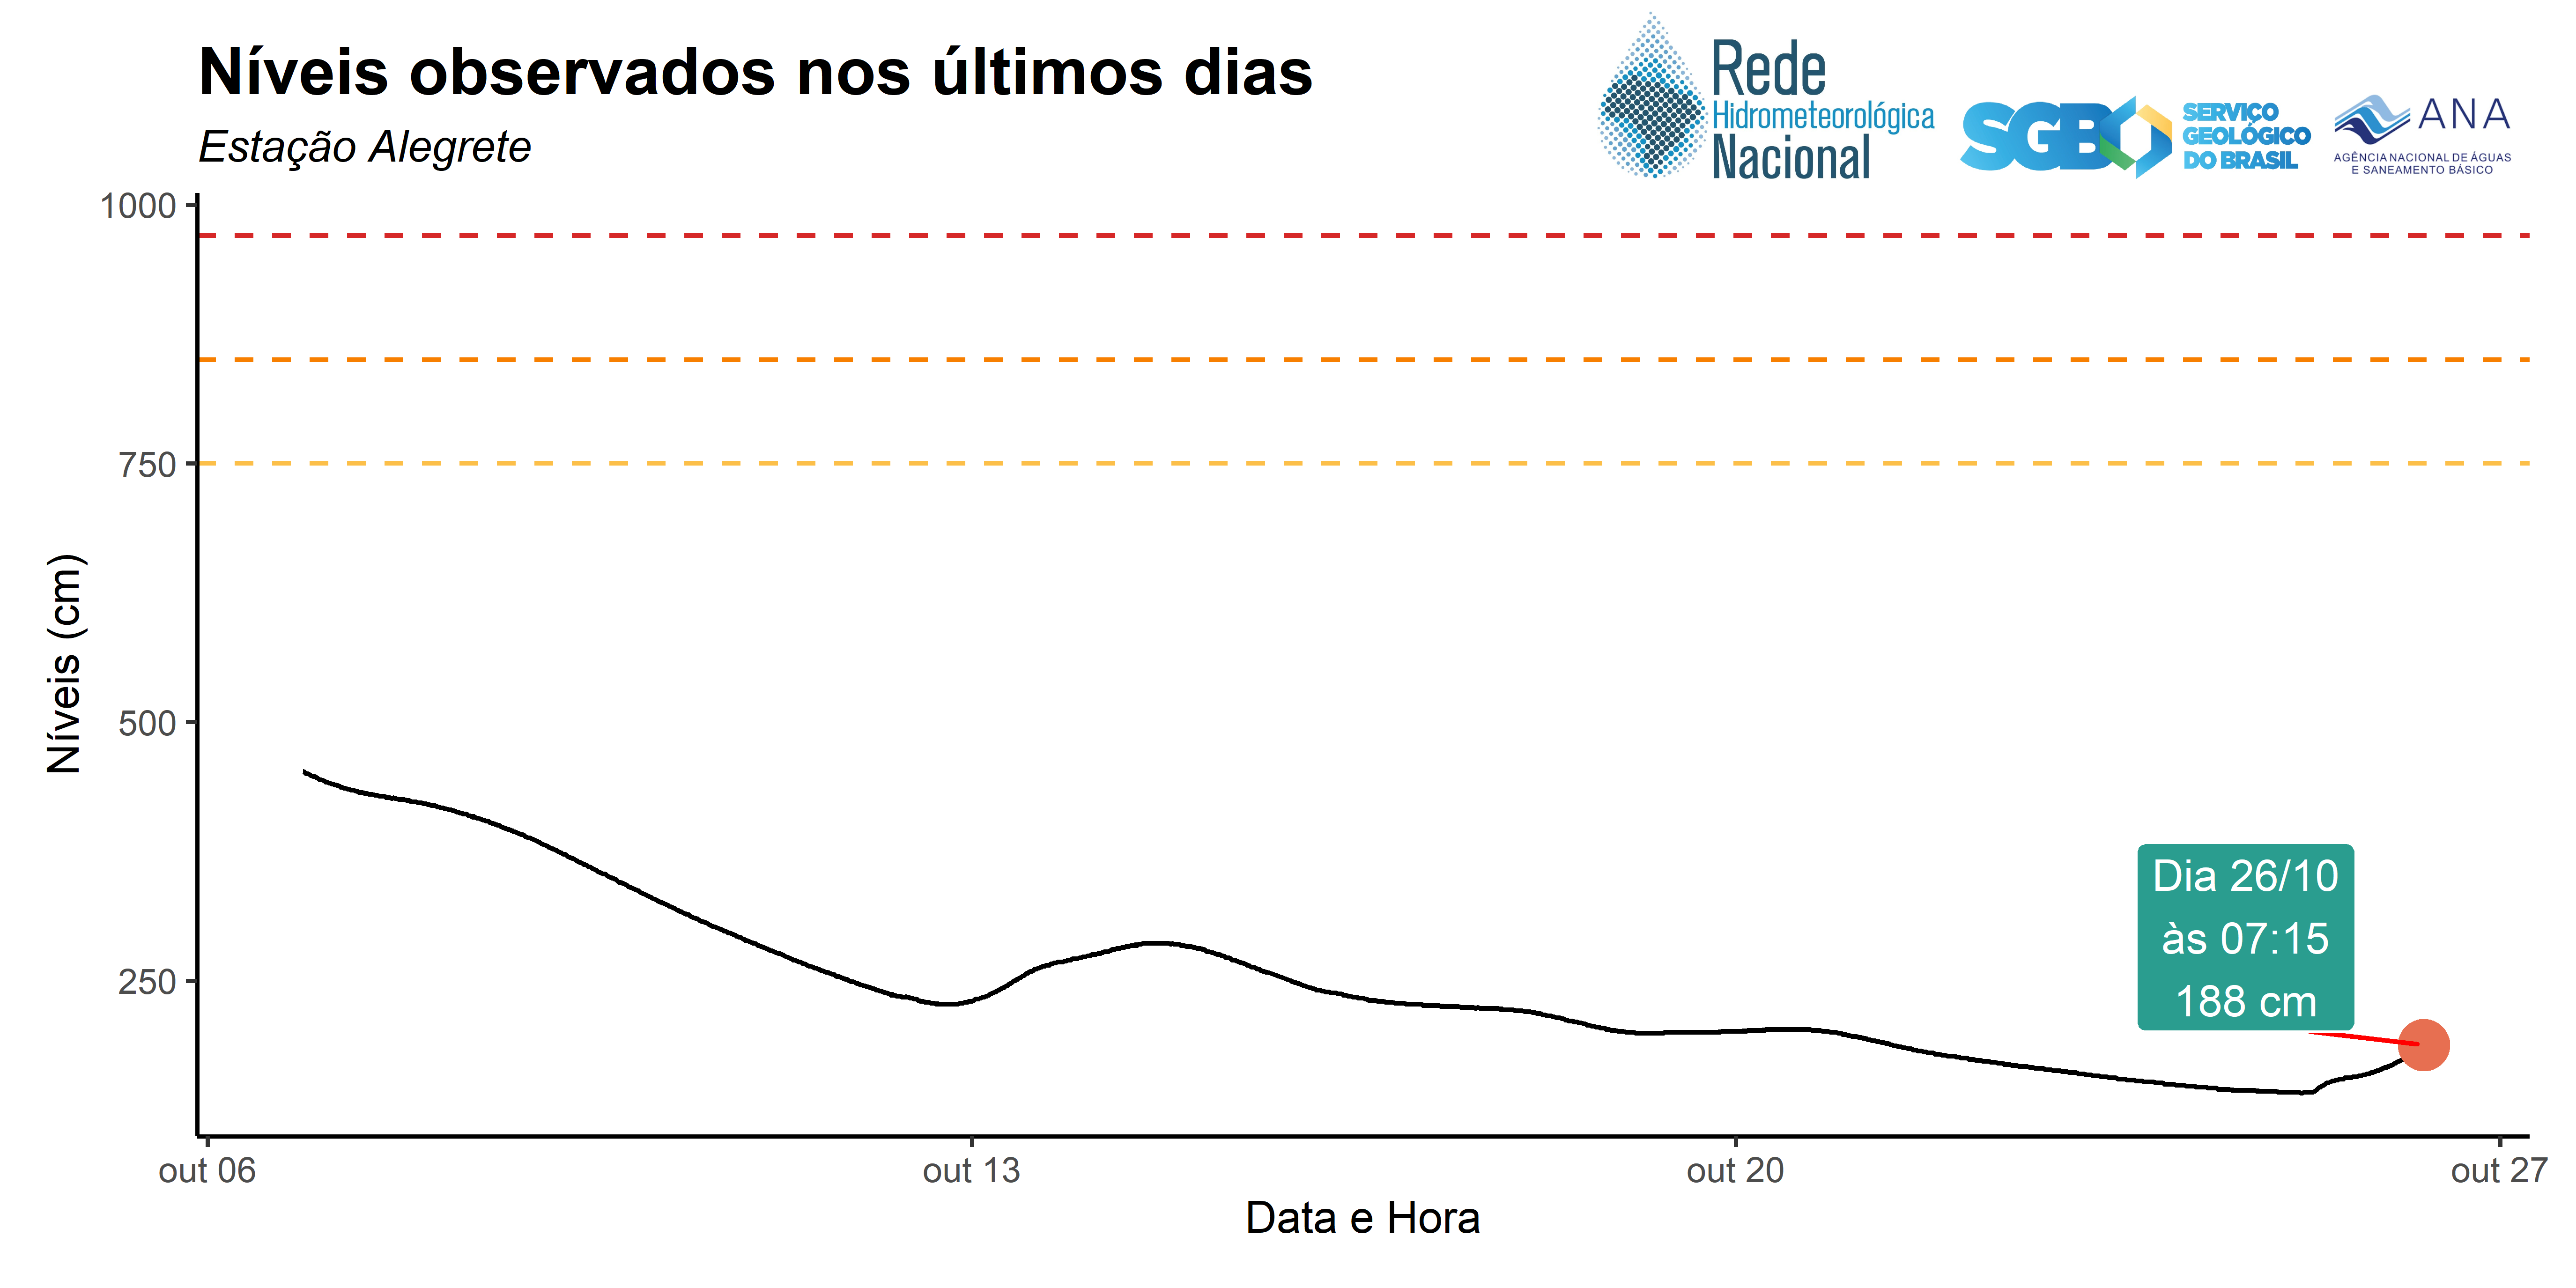 Níveis observados nos últimos dias
Estação Alegrete
Rede
Hidrometeorológica
Nacional
SGB
SERVIÇO
GEOLÓGICO
DO BRASIL
ANA
AGÊNCIA NACIONAL DE ÁGUAS
E SANEAMENTO BÁSICO
Níveis (cm)
1000
750
500
250
Dia 26/10
às 07:15
188 cm
out 06
out 13
out 20
out 27
Data e Hora